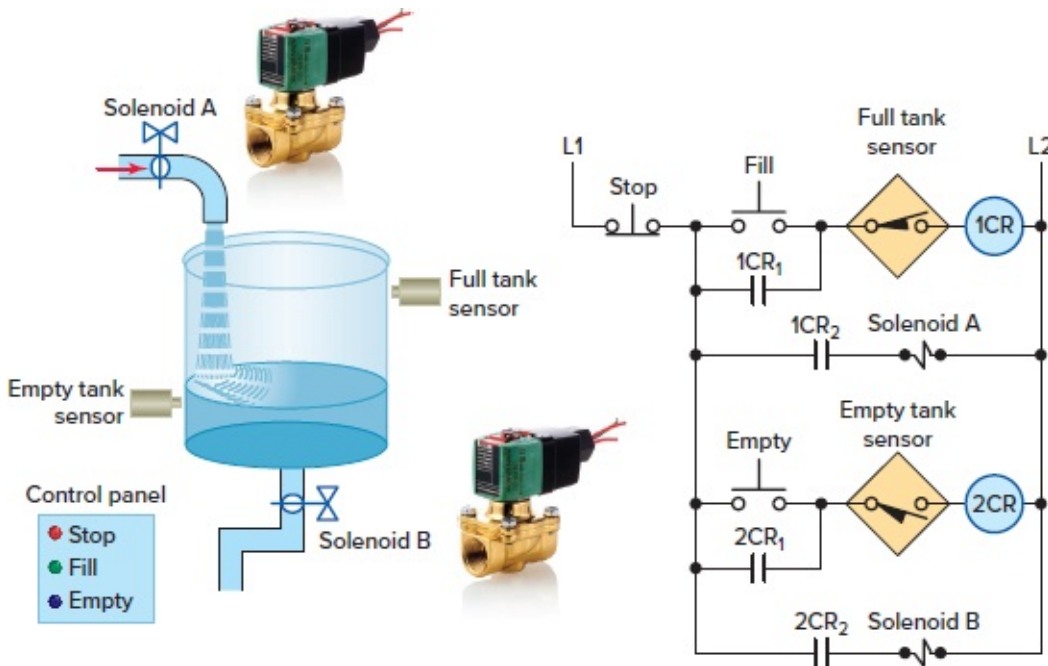 Solenoid A
Full tank
sensor
Empty tank
sensor
Control panel
Stop
Fill
Empty
Solenoid B
L1
L2
Stop
Fill
Full tank
sensor
1CR
1CR₁
1CR₂
Solenoid A
Empty
Empty tank
sensor
2CR
2CR₁
2CR₂
Solenoid B